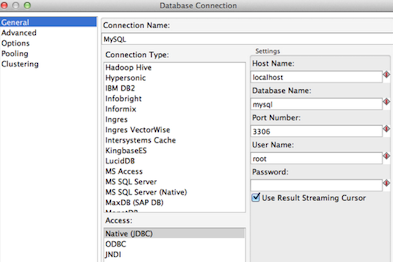 Database Connection
General
Advanced
Options
Pooling
Clustering
Connection Name:
MySQL
Connection Type:
Hadoop Hive
Hypersonic
IBM DB2
Infobright
Informix
Ingres
Ingres VectorWise
Intersystems Cache
KingbaseES
LucidDB
MS Access
MS SQL Server
MS SQL Server (Native)
MaxDB (SAP DB)
Access:
Native (JDBC)
ODBC
JNDI
Settings
Host Name:
localhost
Database Name:
mysql
Port Number:
3306
User Name:
root
Password:
Use Result Streaming Cursor